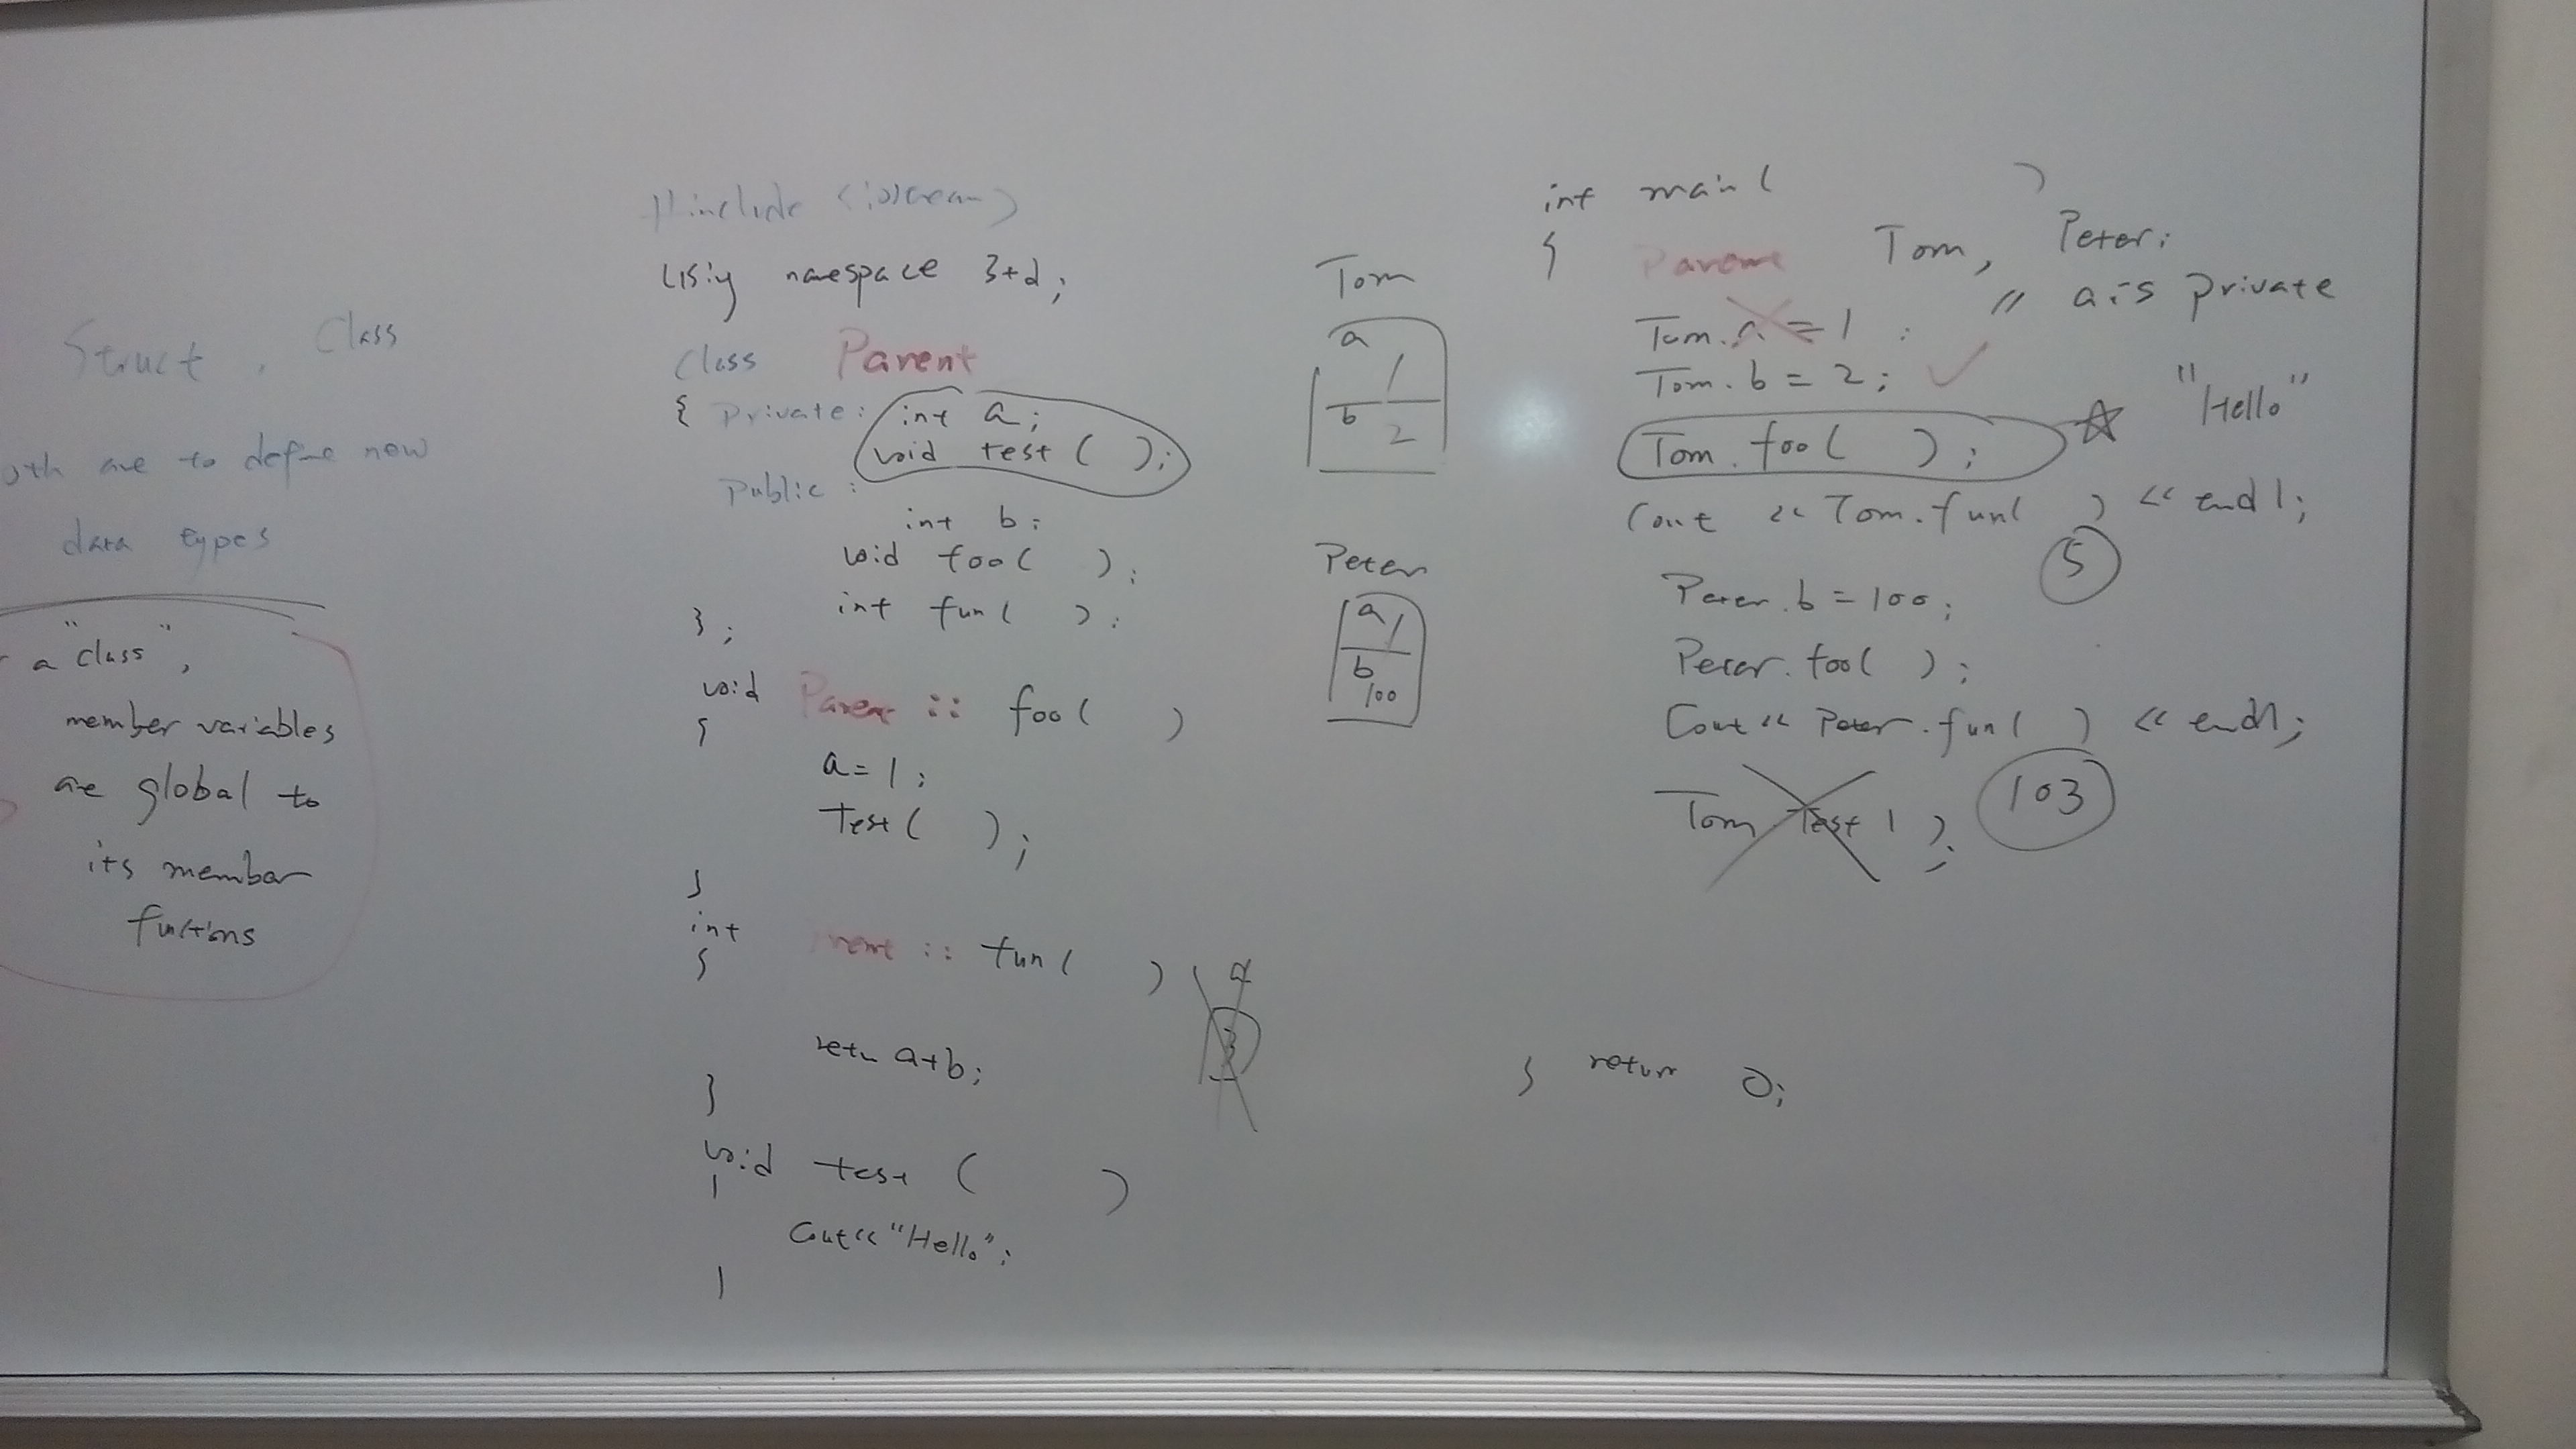 Struct, Class
are to define new
data types
a "class",
member variables
are global to
its member
functions
#include <iostream>
using namespace std;
class Parent
{ private: int a;
void test ( );
public:
int b;
void foo( );
int fun( );
};
void Parent :: foo( )
{
a=1;
Test( );
}
int rent :: fun( )
{
return a+b;
}
void test ( )
{
Cout<<"Hello";
}
Tom
a 1
b 2
Peter
a 1
b 100
a
3
int main( )
{ Parent Tom, Peter;
Tom.a = 1 ; // a is private
Tom.b = 2; ✓
Tom.foo( ); ☆ "Hello"
Cout << Tom.fun( ) << endl;
5
Peter.b = 100;
Peter.foo( );
Cout << Peter.fun( ) << endl;
103
Tom Test( );
} return 0;